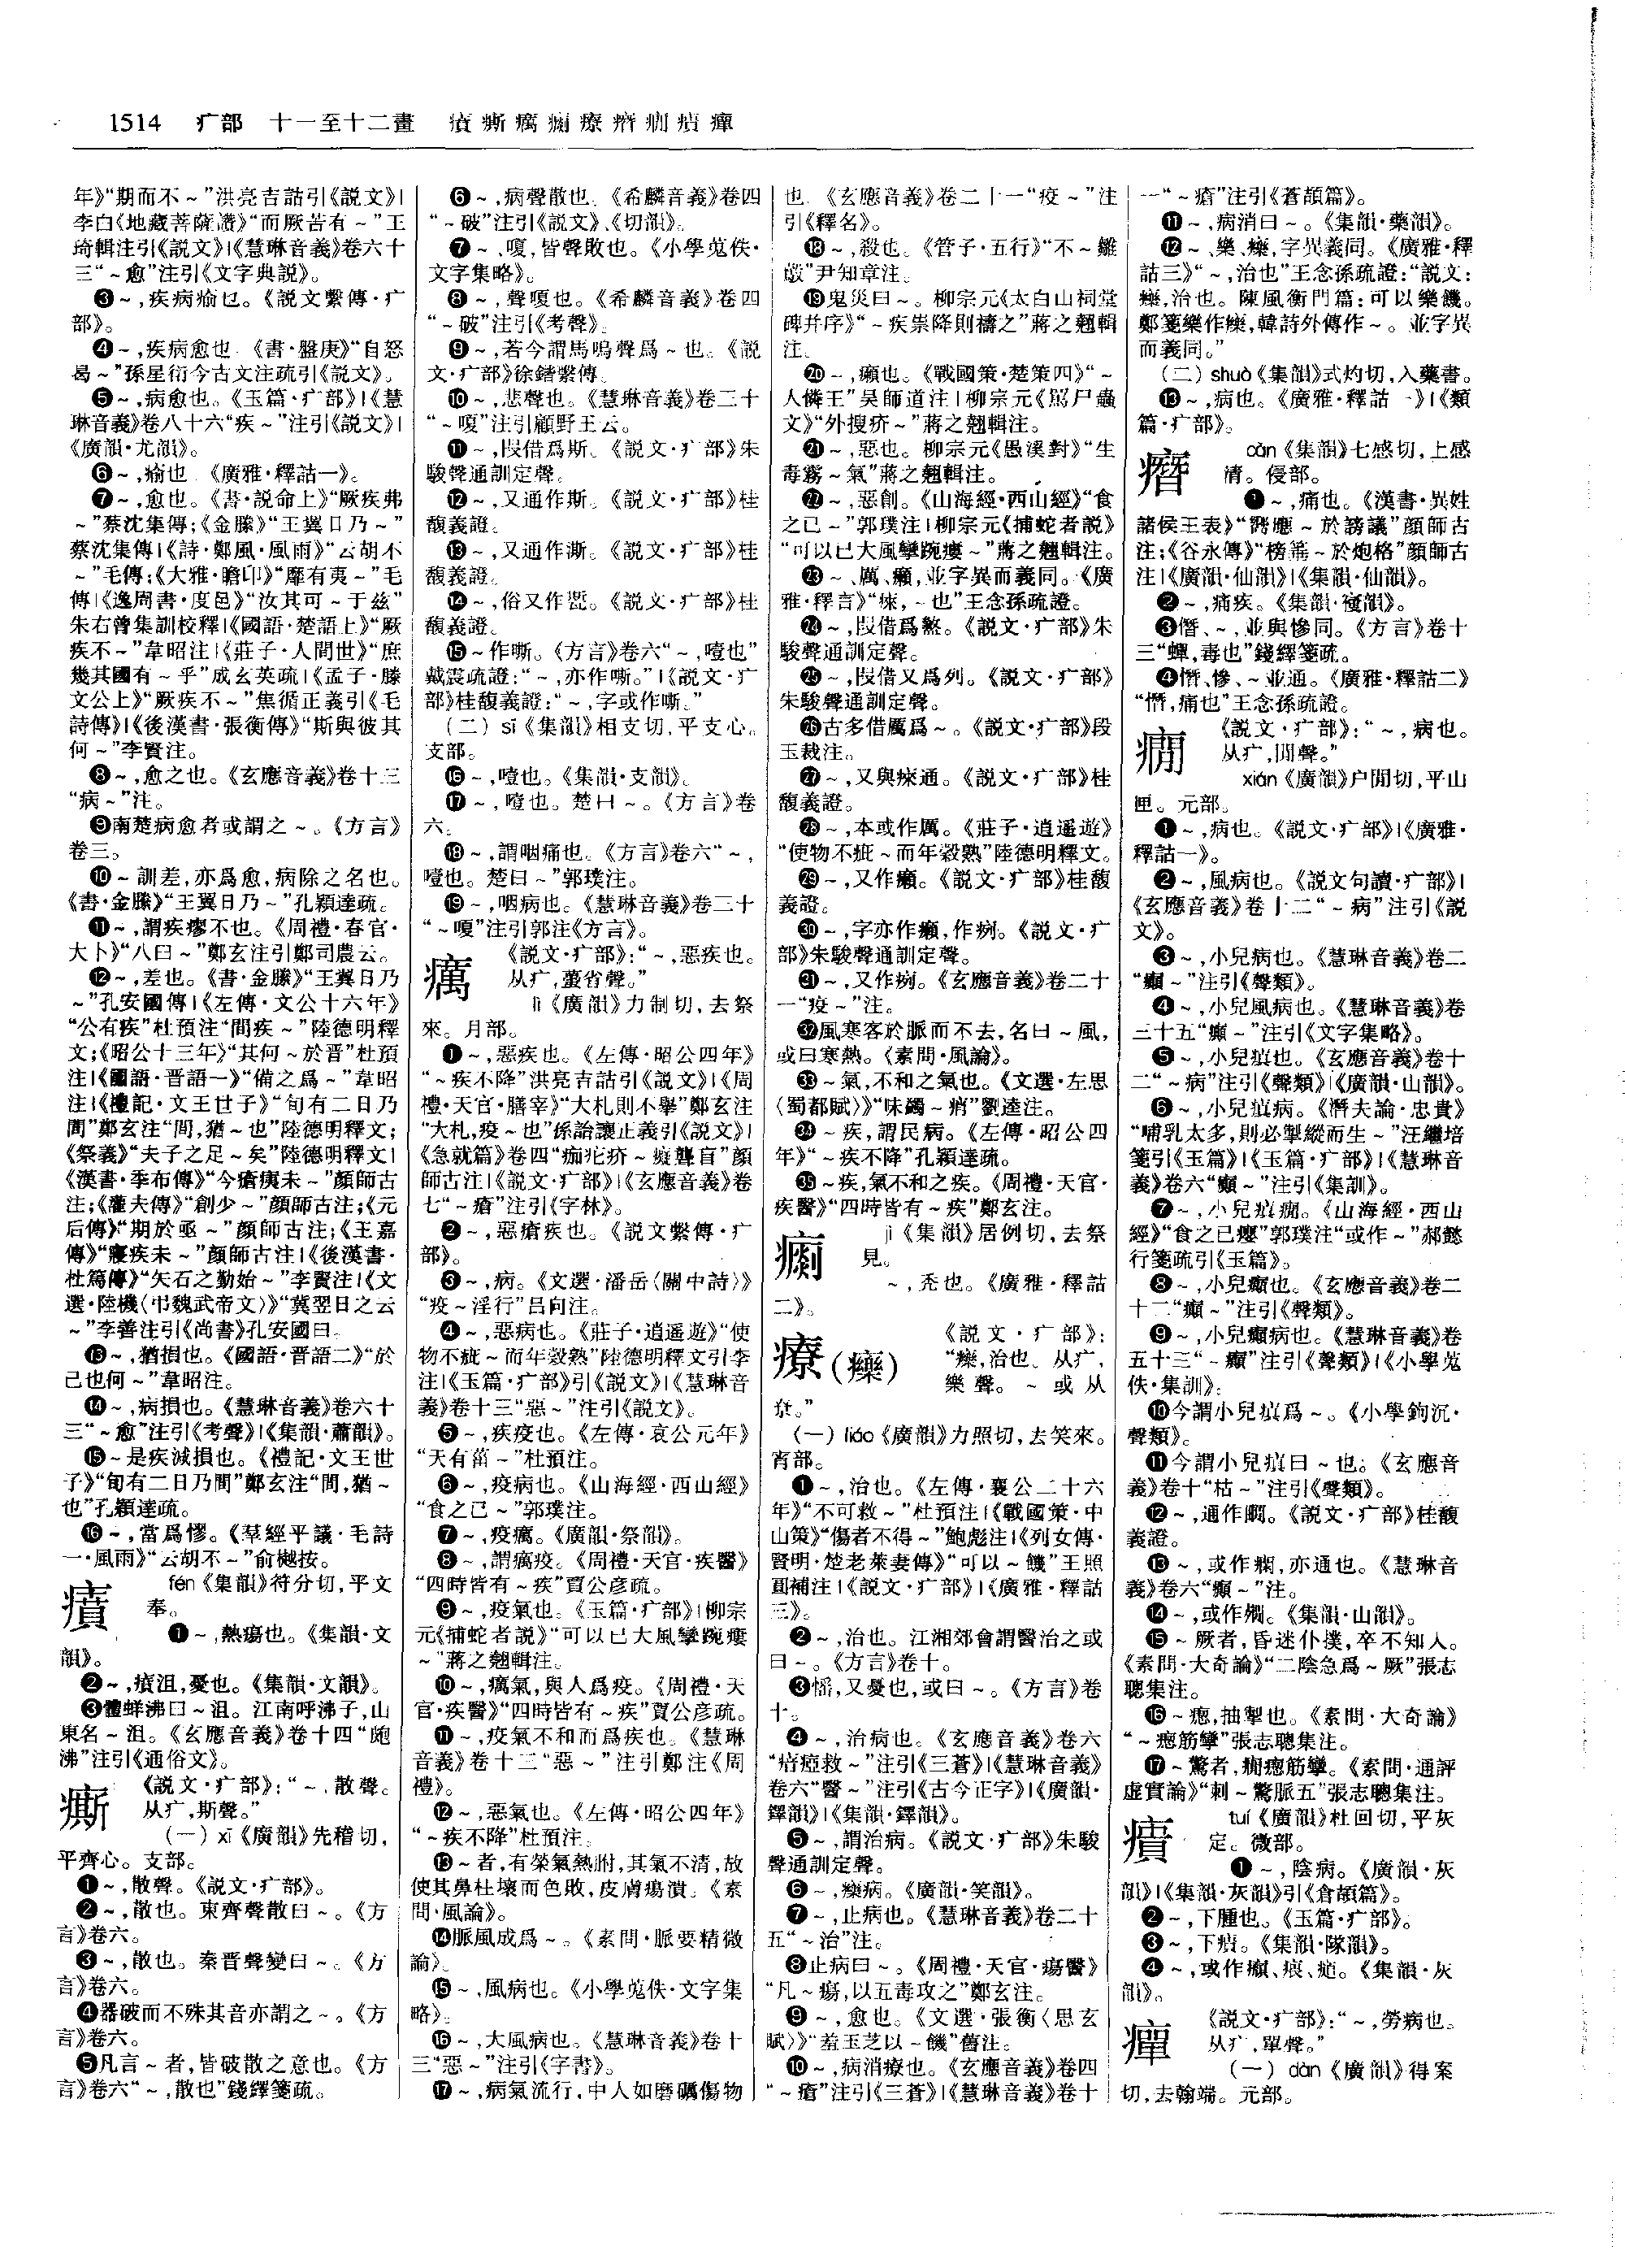 1514 疒部 十一至十二畫 㿎㾷癘𤺍療㿊癇㿉癉
年》“期而不～”洪亮吉詁引《説文》|
李白《地藏菩薩讚》“而厥苦有～”王
琦輯注引《説文》|《慧琳音義》卷六十
三“～愈”注引《文字典説》。
❸～,疾病瘉也。《説文繫傳·疒
部》。
❹～,疾病愈也。《書·盤庚》“自怒
曷～”孫星衍今古文注疏引《説文》。
❺～,病愈也。《玉篇·疒部》|《慧
琳音義》卷八十六“疾～”注引《説文》|
《廣韻·尤韻》。
❻～,瘉也。《廣雅·釋詁一》。
❼～,愈也。《書·説命上》“厥疾弗
～”蔡沈集傳;《金縢》“王翼日乃～”
蔡沈集傳|《詩·鄭風·風雨》“云胡不
～”毛傳;《大雅·瞻卬》“靡有夷～”毛
傳|《逸周書·度邑》“汝其可～于兹”
朱右曾集訓校釋|《國語·楚語上》“厥
疾不～”韋昭注|《莊子·人間世》“庶
幾其國有～乎”成玄英疏|《孟子·滕
文公上》“厥疾不～”焦循正義引《毛
詩傳》|《後漢書·張衡傳》“斯與彼其
何～”李賢注。
❽～,愈之也。《玄應音義》卷十三
“病～”注。
❾南楚病愈者或謂之～。《方言》
卷三。
❿～訓差,亦爲愈,病除之名也。
《書·金縢》“王翼日乃～”孔穎達疏。
⓫～,謂疾瘳不也。《周禮·春官·
大卜》“八曰～”鄭玄注引鄭司農云。
⓬～,差也。《書·金縢》“王翼日乃
～”孔安國傳|《左傳·文公十六年》
“公有疾”杜預注“間疾～”陸德明釋
文;《昭公十三年》“其何～於晋”杜預
注|《國語·晋語一》“備之爲～”韋昭
注|《禮記·文王世子》“旬有二日乃
間”鄭玄注“間,猶～也”陸德明釋文;
《祭義》“夫子之足～矣”陸德明釋文|
《漢書·季布傳》“今瘡痍未～”顔師古
注;《灌夫傳》“創少～”顔師古注;《元
后傳》“期於亟～”顔師古注;《王嘉
傳》“寢疾未～”顔師古注|《後漢書·
杜篤傳》“矢石之勤始～”李賢注|《文
選·陸機〈弔魏武帝文〉》“冀翌日之云
～”李善注引《尚書》孔安國曰。
⓭～,猶損也。《國語·晋語二》“於
己也何～”韋昭注。
⓮～,病損也。《慧琳音義》卷六十
三“～愈”注引《考聲》|《集韻·蕭韻》。
⓯～是疾減損也。《禮記·文王世
子》“旬有二日乃間”鄭玄注“間,猶～
也”孔穎達疏。
⓰～,當爲憀。《羣經平議·毛詩
一·風雨》“云胡不～”俞樾按。
㿎 fén《集韻》符分切,平文
奉。
❶～,熱瘍也。《集韻·文
韻》。
❷～,㿎沮,憂也。《集韻·文韻》。
❸體蛘沸曰～沮。江南呼沸子,山
東名～沮。《玄應音義》卷十四“皰
沸”注引《通俗文》。
㾷 《説文·疒部》:“～,散聲。
从疒,斯聲。”
(一) xī《廣韻》先稽切,
平齊心。支部。
❶～,散聲。《説文·疒部》。
❷～,散也。東齊聲散曰～。《方
言》卷六。
❸～,散也。秦晋聲變曰～。《方
言》卷六。
❹器破而不殊其音亦謂之～。《方
言》卷六。
❺凡言～者,皆破散之意也。《方
言》卷六“～,散也”錢繹箋疏。
❻～,病聲散也。《希麟音義》卷四
“～破”注引《説文》、《切韻》。
❼～、嗄,皆聲敗也。《小學蒐佚·
文字集略》。
❽～,聲嗄也。《希麟音義》卷四
“～破”注引《考聲》。
❾～,若今謂馬鳴聲爲～也。《説
文·疒部》徐鍇繫傳。
❿～,悲聲也。《慧琳音義》卷三十
“～嗄”注引顧野王云。
⓫～,叚借爲斯。《説文·疒部》朱
駿聲通訓定聲。
⓬～,又通作斯。《説文·疒部》桂
馥義證。
⓭～,又通作澌。《説文·疒部》桂
馥義證。
⓮～,俗又作㽄。《説文·疒部》桂
馥義證。
⓯～作嘶。《方言》卷六“～,噎也”
戴震疏證:“～,亦作嘶。”|《説文·疒
部》桂馥義證:“～,字或作嘶。”
(二) sī《集韻》相支切,平支心。
支部。
⓰～,噎也。《集韻·支韻》。
⓱～,噎也。楚曰～。《方言》卷
六。
⓲～,謂咽痛也。《方言》卷六“～,
噎也。楚曰～”郭璞注。
⓳～,咽病也。《慧琳音義》卷三十
“～嗄”注引郭注《方言》。
癘 《説文·疒部》:“～,惡疾也。
从疒,蠆省聲。”
lì《廣韻》力制切,去祭
來。月部。
❶～,惡疾也。《左傳·昭公四年》
“～疾不降”洪亮吉詁引《説文》|《周
禮·天官·膳宰》“大札則不舉”鄭玄注
“大札,疫～也”孫詒讓正義引《説文》|
《急就篇》卷四“痂疕疥～癡聾盲”顔
師古注|《説文·疒部》|《玄應音義》卷
七“～瘡”注引《字林》。
❷～,惡瘡疾也。《説文繫傳·疒
部》。
❸～,病。《文選·潘岳〈關中詩〉》
“疫～淫行”吕向注。
❹～,惡病也。《莊子·逍遥遊》“使
物不疵～而年穀熟”陸德明釋文引李
注|《玉篇·疒部》引《説文》|《慧琳音
義》卷十三“惡～”注引《説文》。
❺～,疾疫也。《左傳·哀公元年》
“天有菑～”杜預注。
❻～,疫病也。《山海經·西山經》
“食之已～”郭璞注。
❼～,疫癘。《廣韻·祭韻》。
❽～,謂癘疫。《周禮·天官·疾醫》
“四時皆有～疾”賈公彦疏。
❾～,疫氣也。《玉篇·疒部》|柳宗
元《捕蛇者説》“可以已大風攣踠瘻
～”蔣之翹輯注。
❿～,癘氣,與人爲疫。《周禮·天
官·疾醫》“四時皆有～疾”賈公彦疏。
⓫～,疫氣不和而爲疾也。《慧琳
音義》卷十三“惡～”注引鄭注《周
禮》。
⓬～,惡氣也。《左傳·昭公四年》
“～疾不降”杜預注。
⓭～者,有榮氣熱胕,其氣不清,故
使其鼻柱壞而色敗,皮膚瘍潰。《素
問·風論》。
⓮脈風成爲～。《素問·脈要精微
論》。
⓯～,風病也。《小學蒐佚·文字集
略》。
⓰～,大風病也。《慧琳音義》卷十
三“惡～”注引《字書》。
⓱～,病氣流行,中人如磨礪傷物
也。《玄應音義》卷二十一“疫～”注
引《釋名》。
⓲～,殺也。《管子·五行》“不～雛
鷇”尹知章注。
⓳鬼災曰～。柳宗元《太白山祠堂
碑并序》“～疾祟降則禱之”蔣之翹輯
注。
⓴～,癩也。《戰國策·楚策四》“～
人憐王”吴師道注|柳宗元《駡尸蟲
文》“外搜疥～”蔣之翹輯注。
㉑～,惡也。柳宗元《愚溪對》“生
毒霧～氣”蔣之翹輯注。
㉒～,惡創。《山海經·西山經》“食
之已～”郭璞注|柳宗元《捕蛇者説》
“可以已大風攣踠瘻～”蔣之翹輯注。
㉓～、厲、癩,並字異而義同。《廣
雅·釋言》“㾢,～也”王念孫疏證。
㉔～,叚借爲煞。《説文·疒部》朱
駿聲通訓定聲。
㉕～,叚借又爲列。《説文·疒部》
朱駿聲通訓定聲。
㉖古多借厲爲～。《説文·疒部》段
玉裁注。
㉗～,又與㾢通。《説文·疒部》桂
馥義證。
㉘～,本或作厲。《莊子·逍遥遊》
“使物不疵～而年穀熟”陸德明釋文。
㉙～,又作癩。《説文·疒部》桂馥
義證。
㉚～,字亦作癩,作㾐。《説文·疒
部》朱駿聲通訓定聲。
㉛～,又作㾐。《玄應音義》卷二十
一“疫～”注。
㉜風寒客於脈而不去,名曰～風,
或曰寒熱。《素問·風論》。
㉝～氣,不和之氣也。《文選·左思
〈蜀都賦〉》“味蠲～痟”劉逵注。
㉞～疾,謂民病。《左傳·昭公四
年》“～疾不降”孔穎達疏。
㉟～疾,氣不和之疾。《周禮·天官·
疾醫》“四時皆有～疾”鄭玄注。
jì《集韻》居例切,去祭
見。
～,禿也。《廣雅·釋詁
二》。
療(𤻲) 《説文·疒部》:
“𤻲,治也。从疒,
樂聲。～或从
尞。”
(一) liáo《廣韻》力照切,去笑來。
宵部。
❶～,治也。《左傳·襄公二十六
年》“不可救～”杜預注|《戰國策·中
山策》“傷者不得～”鮑彪注|《列女傳·
賢明·楚老萊妻傳》“可以～饑”王照
圓補注|《説文·疒部》|《廣雅·釋詁
三》。
❷～,治也。江湘郊會謂醫治之或
曰～。《方言》卷十。
❸愮,又憂也,或曰～。《方言》卷
十。
❹～,治病也。《玄應音義》卷六
“瘠瘂救～”注引《三蒼》|《慧琳音義》
卷六“醫～”注引《古今正字》|《廣韻·
鐸韻》|《集韻·鐸韻》。
❺～,謂治病。《説文·疒部》朱駿
聲通訓定聲。
❻～,𤻲病。《廣韻·笑韻》。
❼～,止病也。《慧琳音義》卷二十
五“～治”注。
❽止病曰～。《周禮·天官·瘍醫》
“凡～瘍,以五毒攻之”鄭玄注。
❾～,愈也。《文選·張衡〈思玄
賦〉》“羞玉芝以～饑”舊注。
❿～,病消療也。《玄應音義》卷四
“～瘡”注引《三蒼》|《慧琳音義》卷十
一“～瘡”注引《蒼頡篇》。
⓫～,病消曰～。《集韻·藥韻》。
⓬～、樂、𤻲,字異義同。《廣雅·釋
詁三》“～,治也”王念孫疏證:“説文:
𤻲,治也。陳風衡門篇:可以樂饑。
鄭箋樂作𤻲,韓詩外傳作～。並字異
而義同。”
(二) shuò《集韻》式灼切,入藥書。
⓭～,病也。《廣雅·釋詁一》|《類
篇·疒部》。
㿊 cǎn《集韻》七感切,上感
清。侵部。
❶～,痛也。《漢書·異姓
諸侯王表》“嚮應～於謗議”顔師古
注;《谷永傳》“榜箠～於炮格”顔師古
注|《廣韻·仙韻》|《集韻·仙韻》。
❷～,痛疾。《集韻·𡪢韻》。
❸憯、～,並與慘同。《方言》卷十
三“蟬,毒也”錢繹箋疏。
❹憯、慘、～並通。《廣雅·釋詁二》
“憯,痛也”王念孫疏證。
癇 《説文·疒部》:“～,病也。
从疒,閒聲。”
xián《廣韻》户閒切,平山
匣。元部。
❶～,病也。《説文·疒部》|《廣雅·
釋詁一》。
❷～,風病也。《説文句讀·疒部》|
《玄應音義》卷十二“～病”注引《説
文》。
❸～,小兒病也。《慧琳音義》卷二
“癲～”注引《聲類》。
❹～,小兒風病也。《慧琳音義》卷
三十五“癲～”注引《文字集略》。
❺～,小兒瘨也。《玄應音義》卷十
二“～病”注引《聲類》|《廣韻·山韻》。
❻～,小兒瘨病。《潛夫論·忠貴》
“哺乳太多,則必掣縱而生～”汪繼培
箋引《玉篇》|《玉篇·疒部》|《慧琳音
義》卷六“癲～”注引《集訓》。
❼～,小兒瘨癇。《山海經·西山
經》“食之已癭”郭璞注“或作～”郝懿
行箋疏引《玉篇》。
❽～,小兒癲也。《玄應音義》卷二
十二“癲～”注引《聲類》。
❾～,小兒癲病也。《慧琳音義》卷
五十三“～癲”注引《聲類》|《小學蒐
佚·集訓》。
❿今謂小兒瘨爲～。《小學鉤沉·
聲類》。
⓫今謂小兒瘨曰～也。《玄應音
義》卷十“枯～”注引《聲類》。
⓬～,通作瞷。《説文·疒部》桂馥
義證。
⓭～,或作㵎,亦通也。《慧琳音
義》卷六“癲～”注。
⓮～,或作㦓。《集韻·山韻》。
⓯～厥者,昏迷仆撲,卒不知人。
《素問·大奇論》“二陰急爲～厥”張志
聰集注。
⓰～瘛,抽掣也。《素問·大奇論》
“～瘛筋攣”張志聰集注。
⓱～驚者,癇瘛筋攣。《素問·通評
虚實論》“刺～驚脈五”張志聰集注。
㿉 tuí《廣韻》杜回切,平灰
定。微部。
❶～,陰病。《廣韻·灰
韻》|《集韻·灰韻》引《倉頡篇》。
❷～,下腫也。《玉篇·疒部》。
❸～,下㿉。《集韻·隊韻》。
❹～,或作㿗、㾯、㾽。《集韻·灰
韻》。
癉 《説文·疒部》:“～,勞病也。
从疒,單聲。”
(一) dàn《廣韻》得案
切,去翰端。元部。